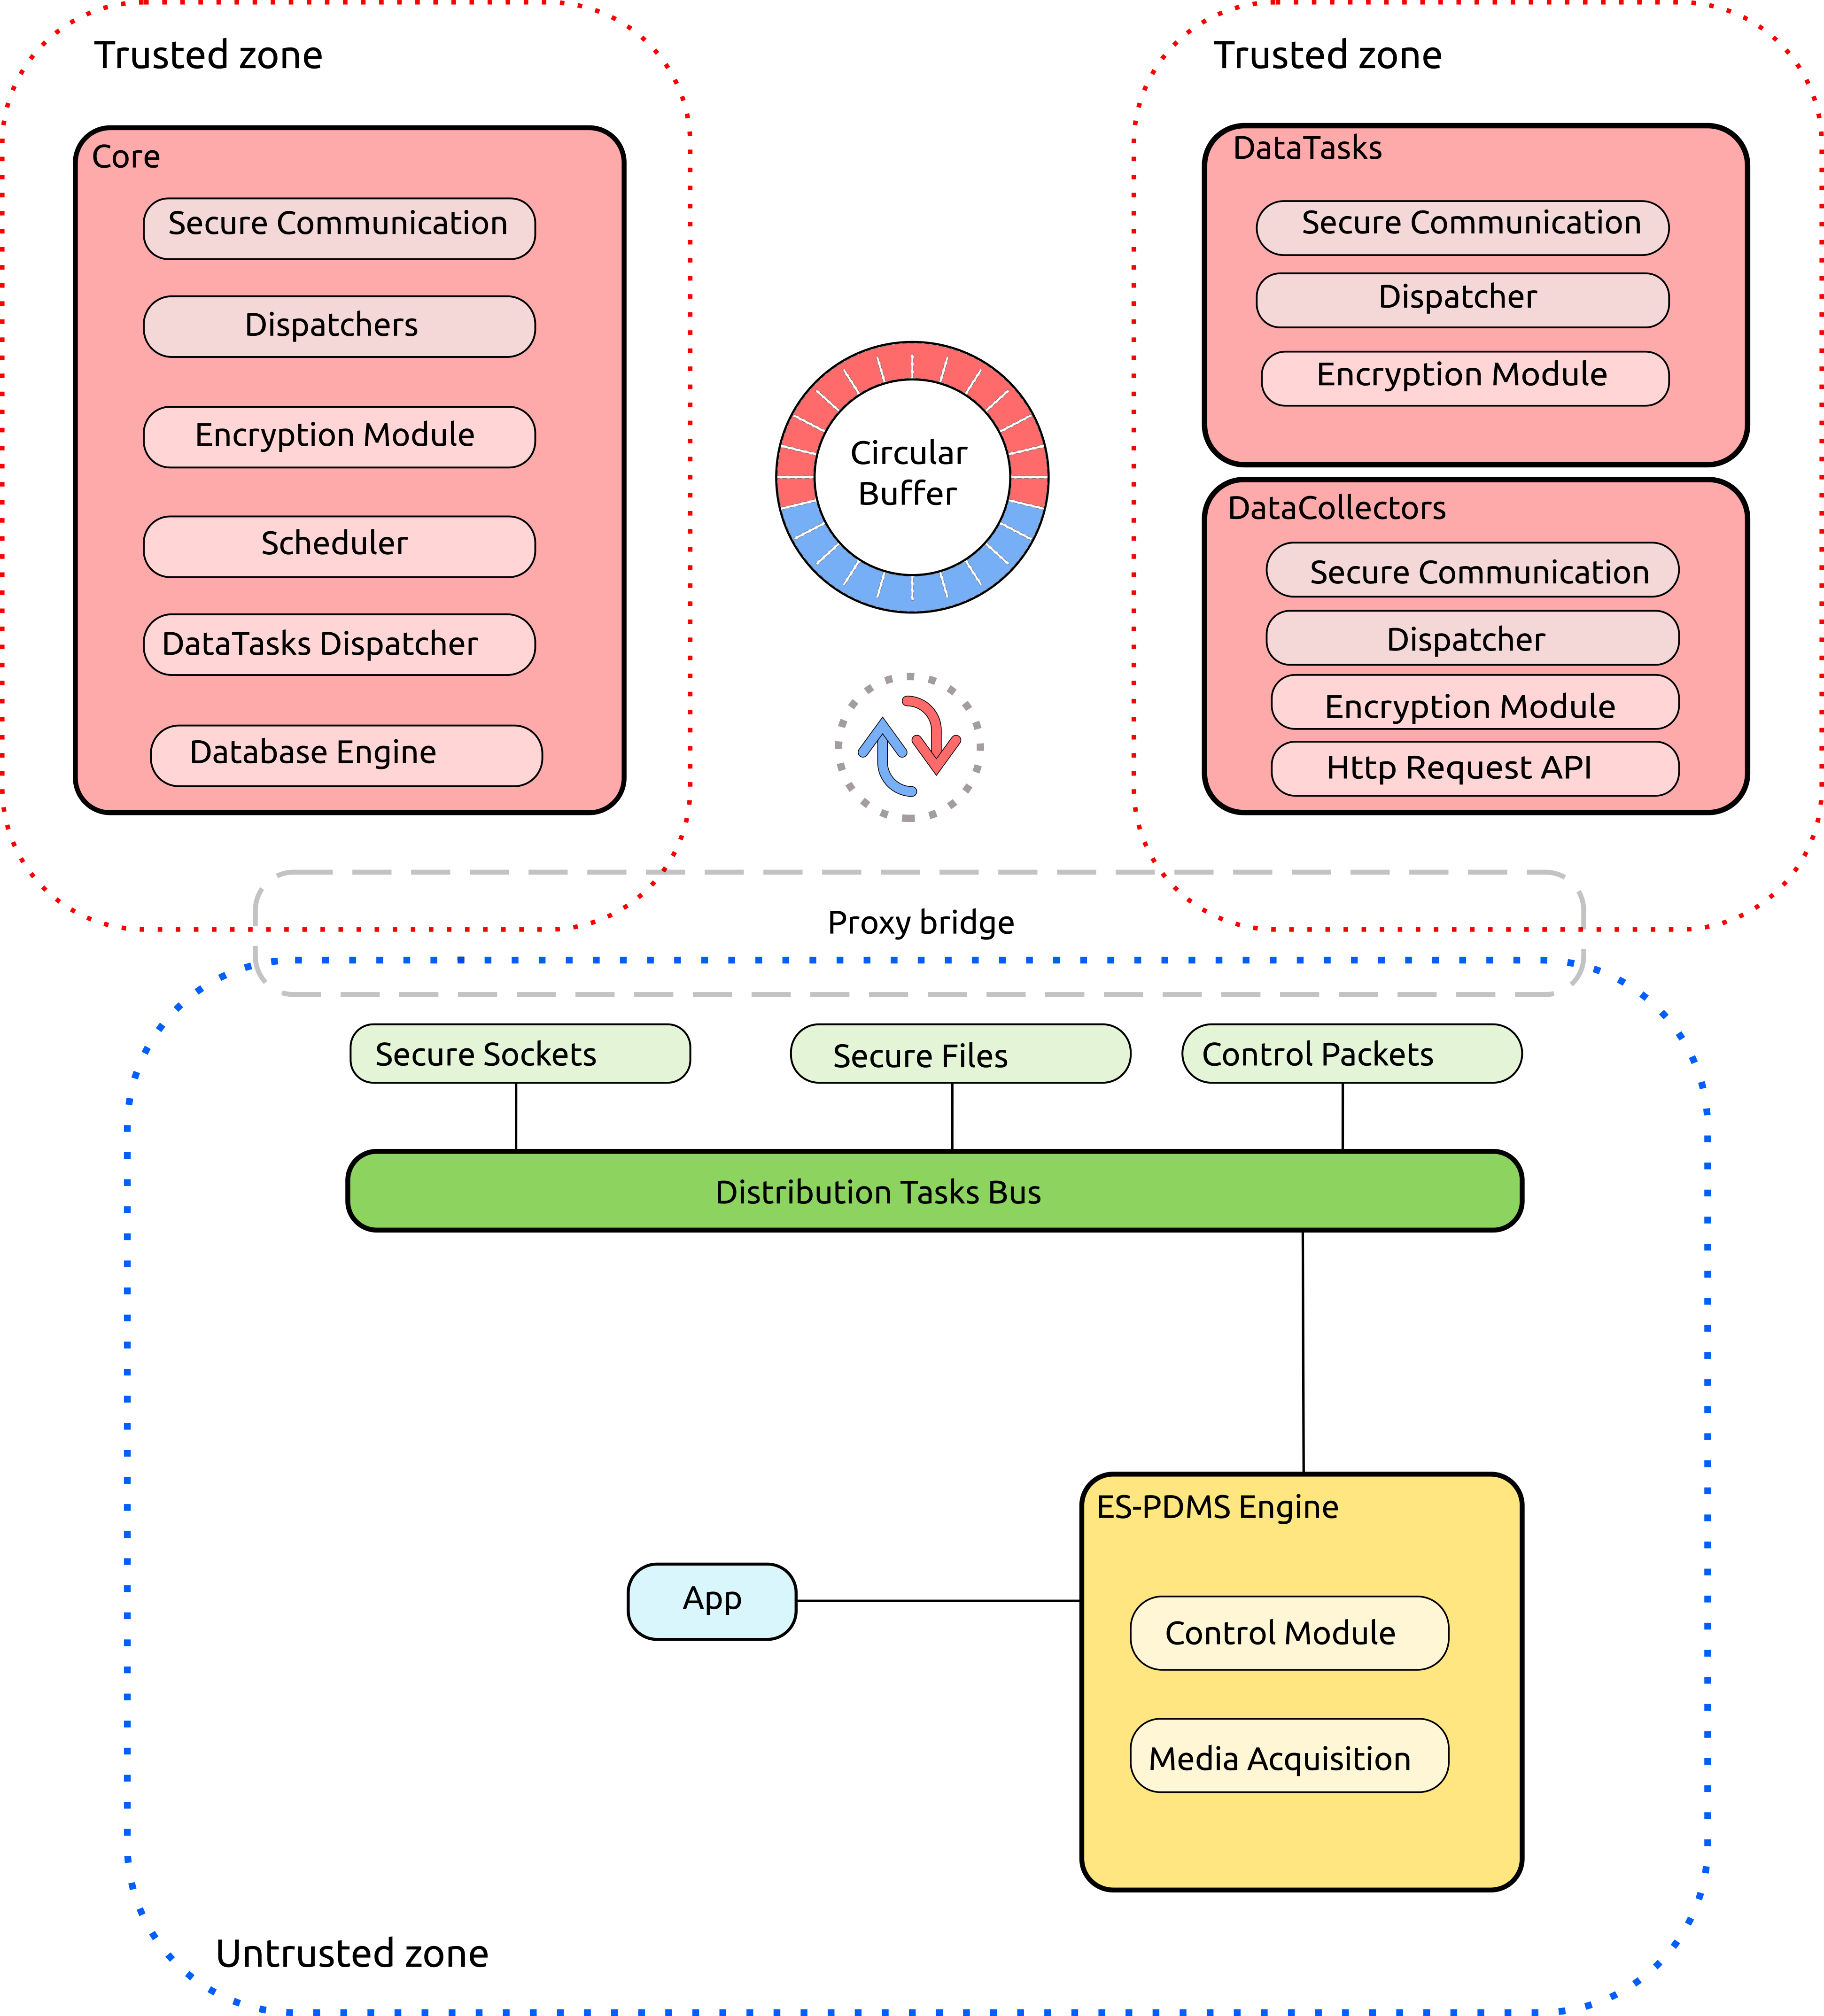 Trusted zone
Core
Secure Communication
Dispatchers
Encryption Module
Scheduler
DataTasks Dispatcher
Database Engine
Circular
Buffer
Trusted zone
DataTasks
Secure Communication
Dispatcher
Encryption Module
DataCollectors
Secure Communication
Dispatcher
Encryption Module
Http Request API
Proxy bridge
Secure Sockets
Secure Files
Control Packets
Distribution Tasks Bus
App
ES-PDMS Engine
Control Module
Media Acquisition
Untrusted zone